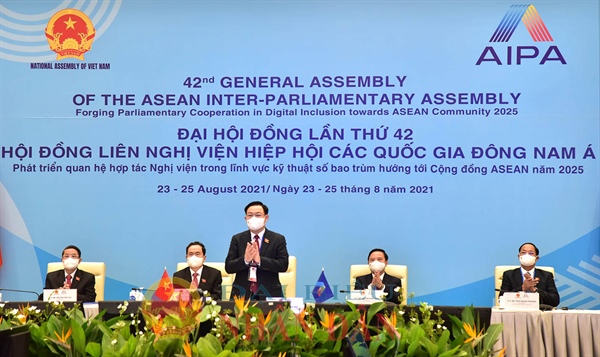 NATIONAL ASSEMBLY OF VIET NAM
AIPA
42nd GENERAL ASSEMBLY
OF THE ASEAN INTER-PARLIAMENTARY ASSEMBLY
Forging Parliamentary Cooperation in Digital Inclusion towards ASEAN Community 2025
ĐẠI HỘI ĐỒNG LẦN THỨ 42
HỘI ĐỒNG LIÊN NGHỊ VIỆN HIỆP HỘI CÁC QUỐC GIA ĐÔNG NAM Á
Phát triển quan hệ hợp tác Nghị viện trong lĩnh vực kỹ thuật số bao trùm hướng tới Cộng đồng ASEAN năm 2025
23 - 25 August 2021/ Ngày 23 - 25 tháng 8 năm 2021
AIPA